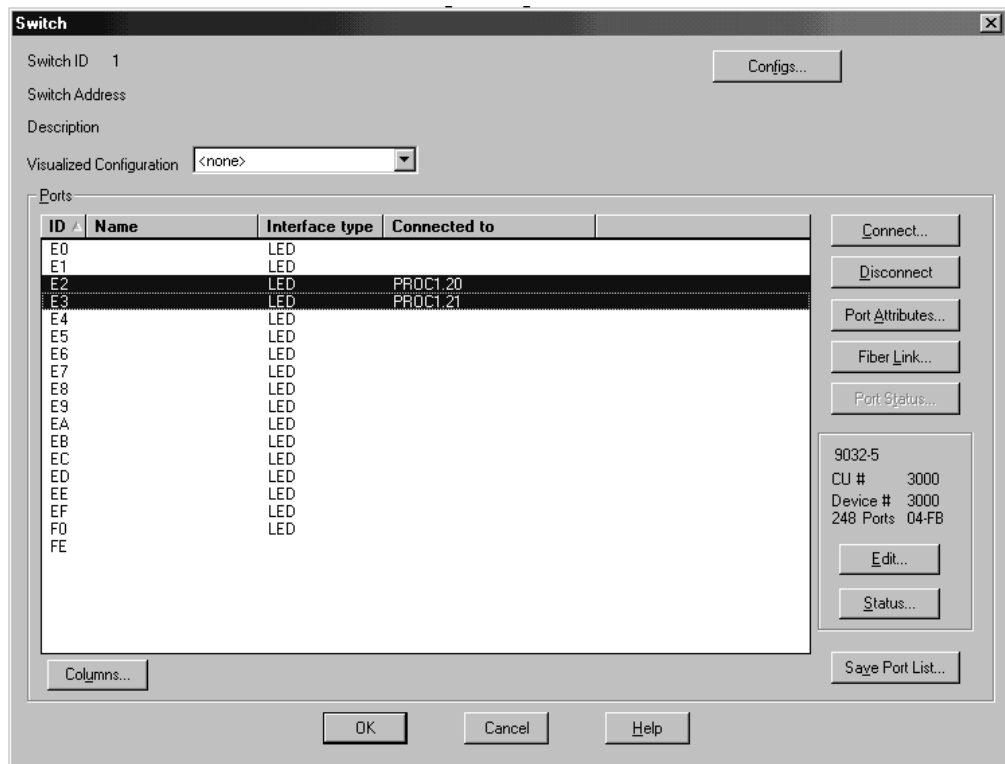 Switch
Switch ID 1
Configs...
Switch Address
Description
Visualized Configuration <none>
Ports
ID Name Interface type Connected to
E0 LED
E1 LED
E2 LED PROC1.20
E3 LED PROC1.21
E4 LED
E5 LED
E6 LED
E7 LED
E8 LED
E9 LED
EA LED
EB LED
EC LED
ED LED
EE LED
EF LED
F0 LED
FE
Connect...
Disconnect
Port Attributes...
Fiber Link...
Port Status...
9032-5
CU # 3000
Device # 3000
248 Ports 04-FB
Edit...
Status...
Columns...
Save Port List...
OK Cancel Help